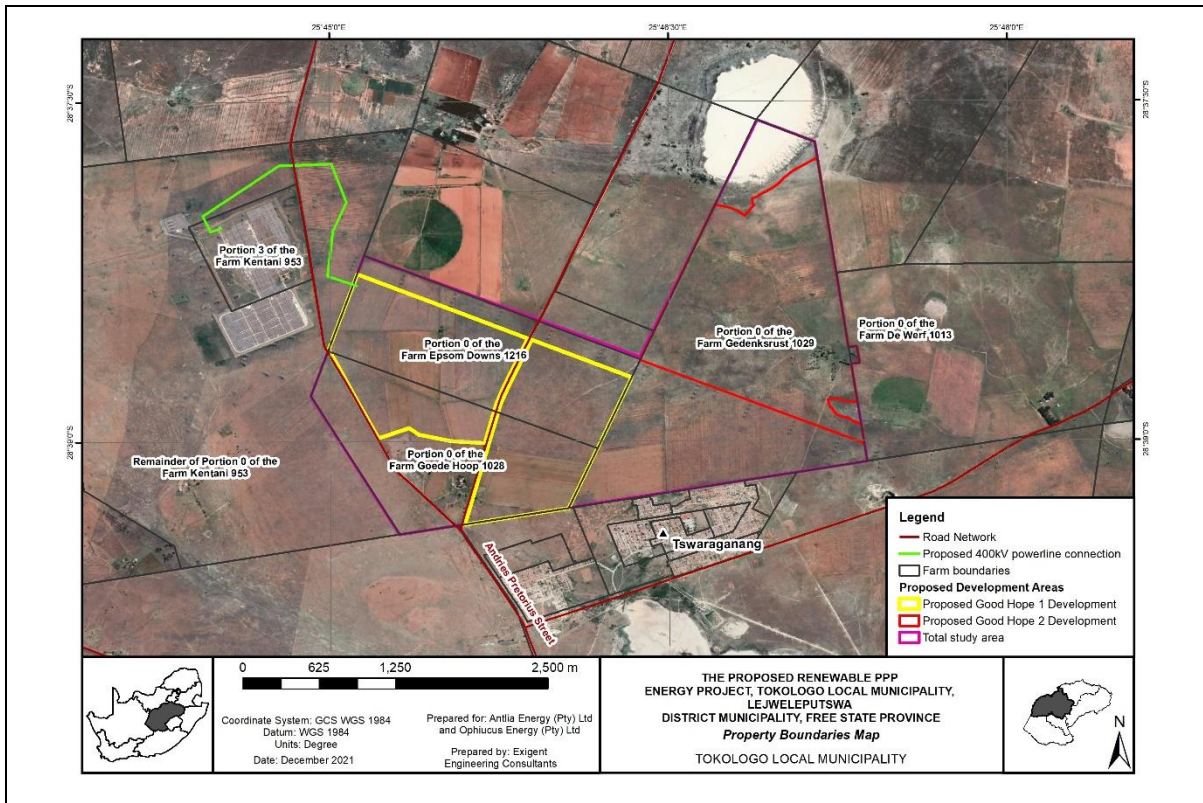 25°45'0"E
25°46'30"E
25°48'0"E
28°37'30"S
28°37'30"S
Portion 3 of the
Farm Kentani 953
Portion 0 of the
Farm Epsom Downs 1216
Portion 0 of the
Farm Gedenksrust 1029
Portion 0 of the
Farm De Werf 1013
28°39'0"S
28°39'0"S
Remainder of Portion 0 of the
Farm Kentani 953
Portion 0 of the
Farm Goede Hoop 1028
Tswaraganang
Andries Pretorius Street
Legend
Road Network
Proposed 400kV powerline connection
Farm boundaries
Proposed Development Areas
Proposed Good Hope 1 Development
Proposed Good Hope 2 Development
Total study area
0 625 1,250 2,500 m
Coordinate System: GCS WGS 1984
Datum: WGS 1984
Units: Degree
Date: December 2021
Prepared for: Antlia Energy (Pty) Ltd
and Ophiucus Energy (Pty) Ltd
Prepared by: Exigent
Engineering Consultants
THE PROPOSED RENEWABLE PPP
ENERGY PROJECT, TOKOLOGO LOCAL MUNICIPALITY,
LEJWELEPUTSWA
DISTRICT MUNICIPALITY, FREE STATE PROVINCE
Property Boundaries Map
TOKOLOGO LOCAL MUNICIPALITY
N